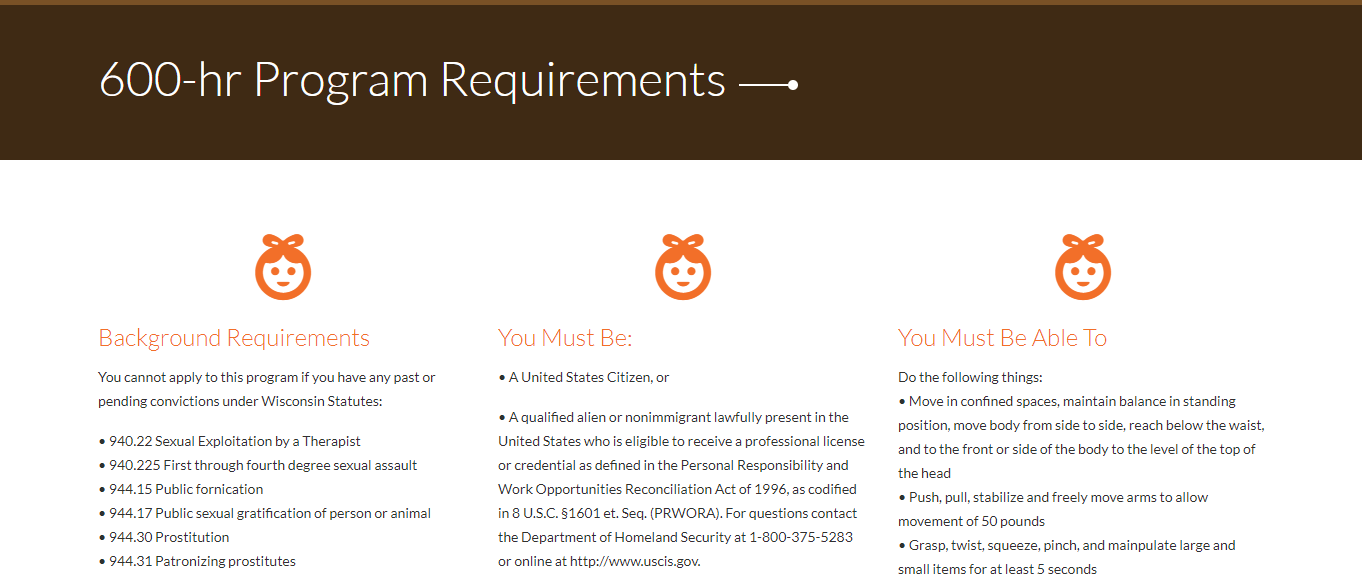 600-hr Program Requirements
Background Requirements
You cannot apply to this program if you have any past or
pending convictions under Wisconsin Statutes:
• 940.22 Sexual Exploitation by a Therapist
• 940.225 First through fourth degree sexual assault
• 944.15 Public fornication
• 944.17 Public sexual gratification of person or animal
• 944.30 Prostitution
• 944.31 Patronizing prostitutes
You Must Be:
• A United States Citizen, or
• A qualified alien or nonimmigrant lawfully present in the
United States who is eligible to receive a professional license
or credential as defined in the Personal Responsibility and
Work Opportunities Reconciliation Act of 1996, as codified
in 8 U.S.C. §1601 et. Seq. (PRWORA). For questions contact
the Department of Homeland Security at 1-800-375-5283
or online at http://www.uscis.gov.
You Must Be Able To
Do the following things:
• Move in confined spaces, maintain balance in standing
position, move body from side to side, reach below the waist,
and to the front or side of the body to the level of the top of
the head
• Push, pull, stabilize and freely move arms to allow
movement of 50 pounds
• Grasp, twist, squeeze, pinch, and mainpulate large and
small items for at least 5 seconds